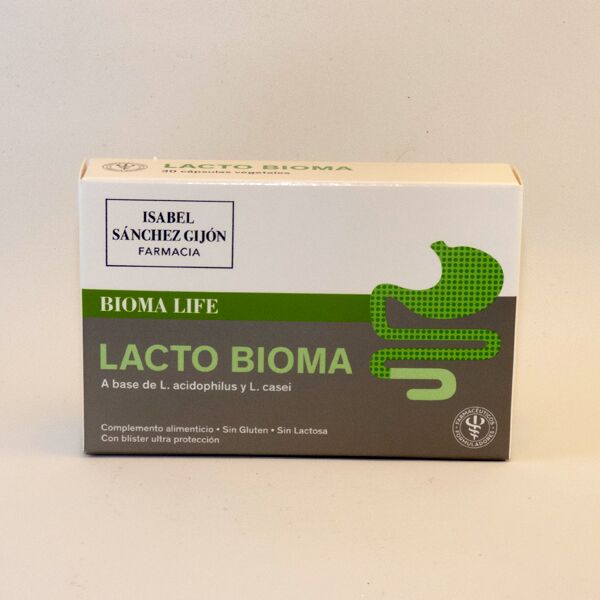 LACTO BIOMA
30 cápsulas vegetales
ISABEL
SÁNCHEZ GIJÓN
FARMACIA
BIOMA LIFE
LACTO BIOMA
A base de L. acidophilus y L. casei
Complemento alimenticio • Sin Gluten • Sin Lactosa
Con blíster ultra protección
FARMACÉUTICOS
FORMULADORES